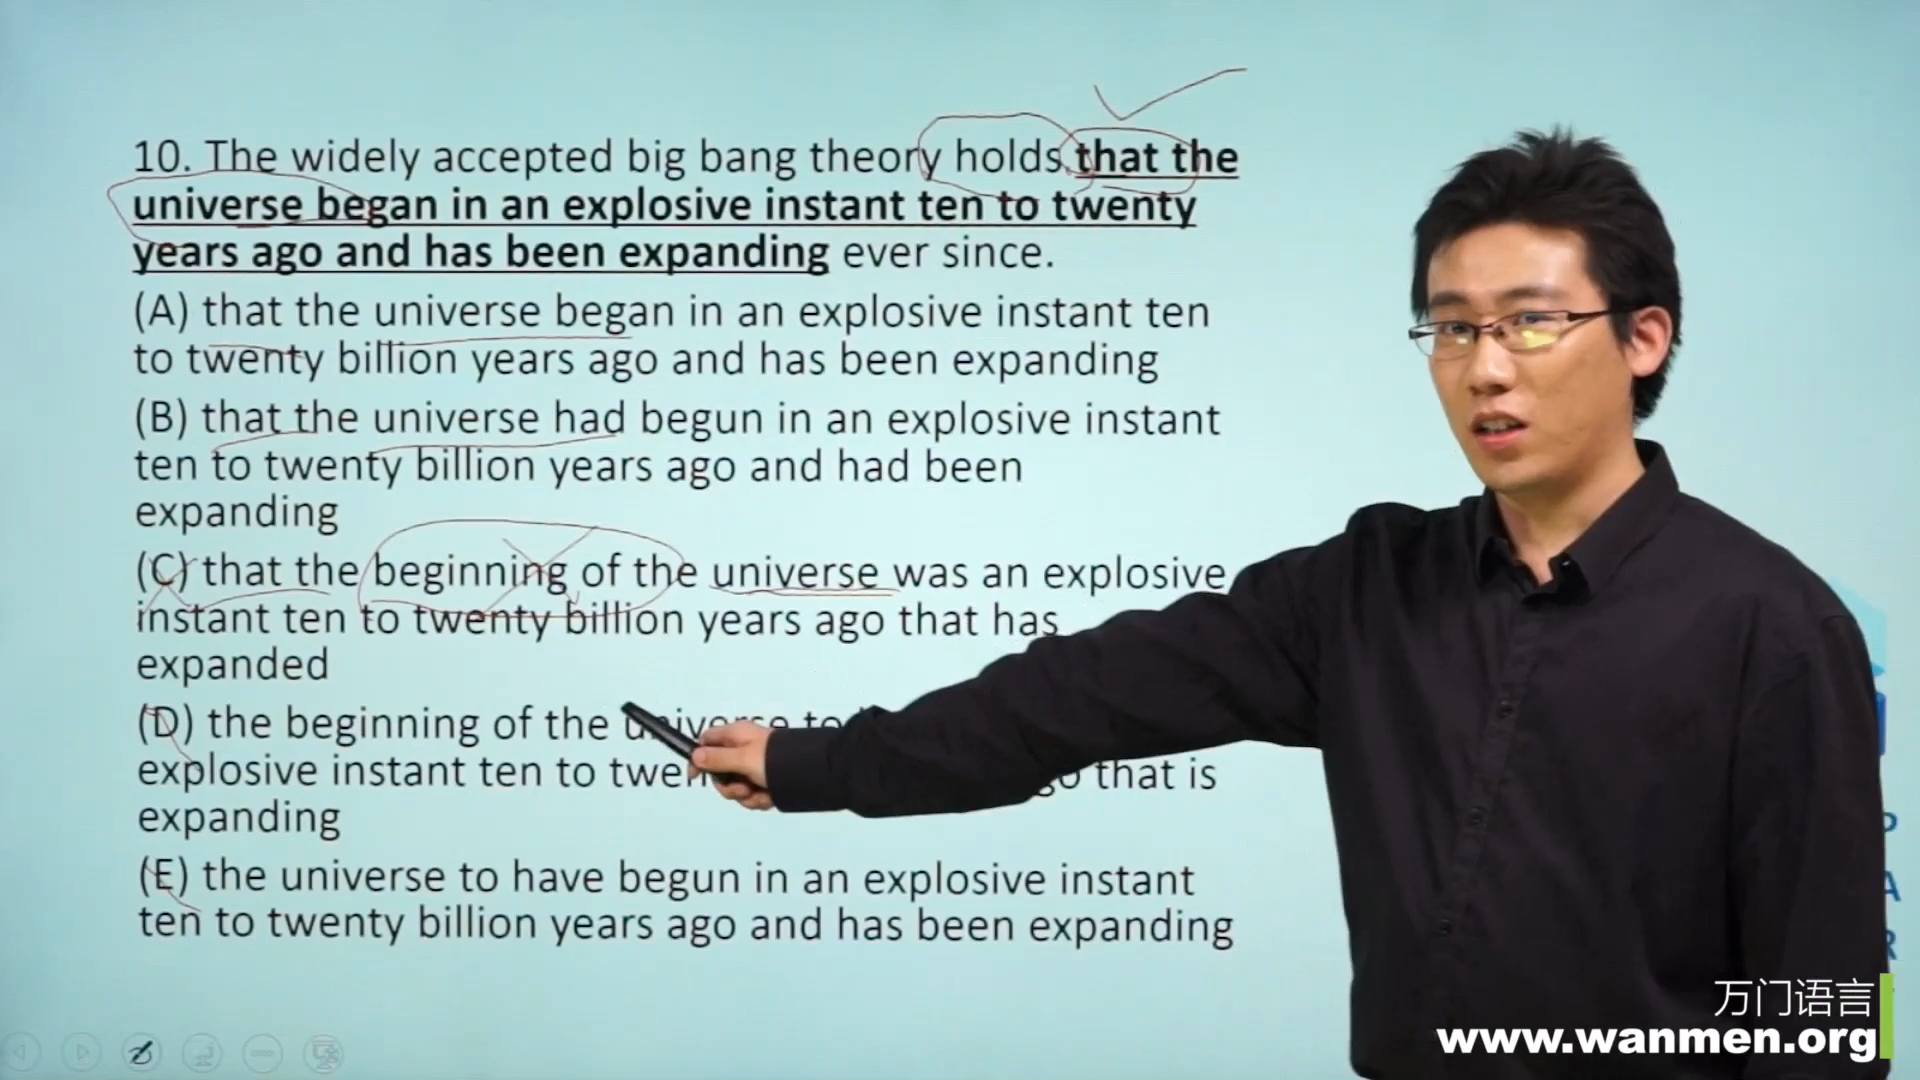 10. The widely accepted big bang theory holds that the
universe began in an explosive instant ten to twenty
years ago and has been expanding ever since.
(A) that the universe began in an explosive instant ten
to twenty billion years ago and has been expanding
(B) that the universe had begun in an explosive instant
ten to twenty billion years ago and had been
expanding
(C) that the beginning of the universe was an explosive
instant ten to twenty billion years ago that has
expanded
(D) the beginning of the universe
explosive instant ten to that is
expanding
(E) the universe to have begun in an explosive instant
ten to twenty billion years ago and has been expanding
P
A
R
万门语言
www.wanmen.org